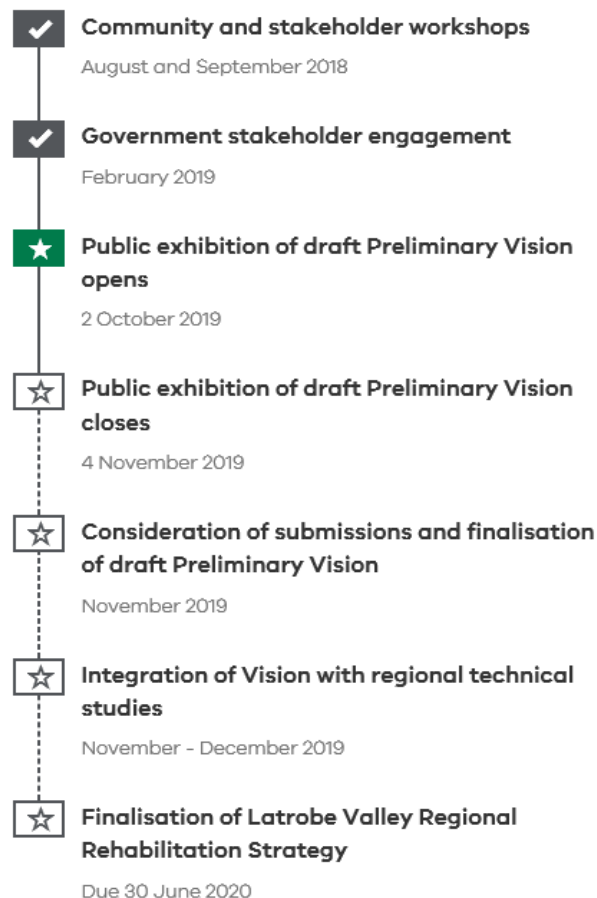 Community and stakeholder workshops
August and September 2018
Government stakeholder engagement
February 2019
Public exhibition of draft Preliminary Vision
opens
2 October 2019
Public exhibition of draft Preliminary Vision
closes
4 November 2019
Consideration of submissions and finalisation
of draft Preliminary Vision
November 2019
Integration of Vision with regional technical
studies
November - December 2019
Finalisation of Latrobe Valley Regional
Rehabilitation Strategy
Due 30 June 2020